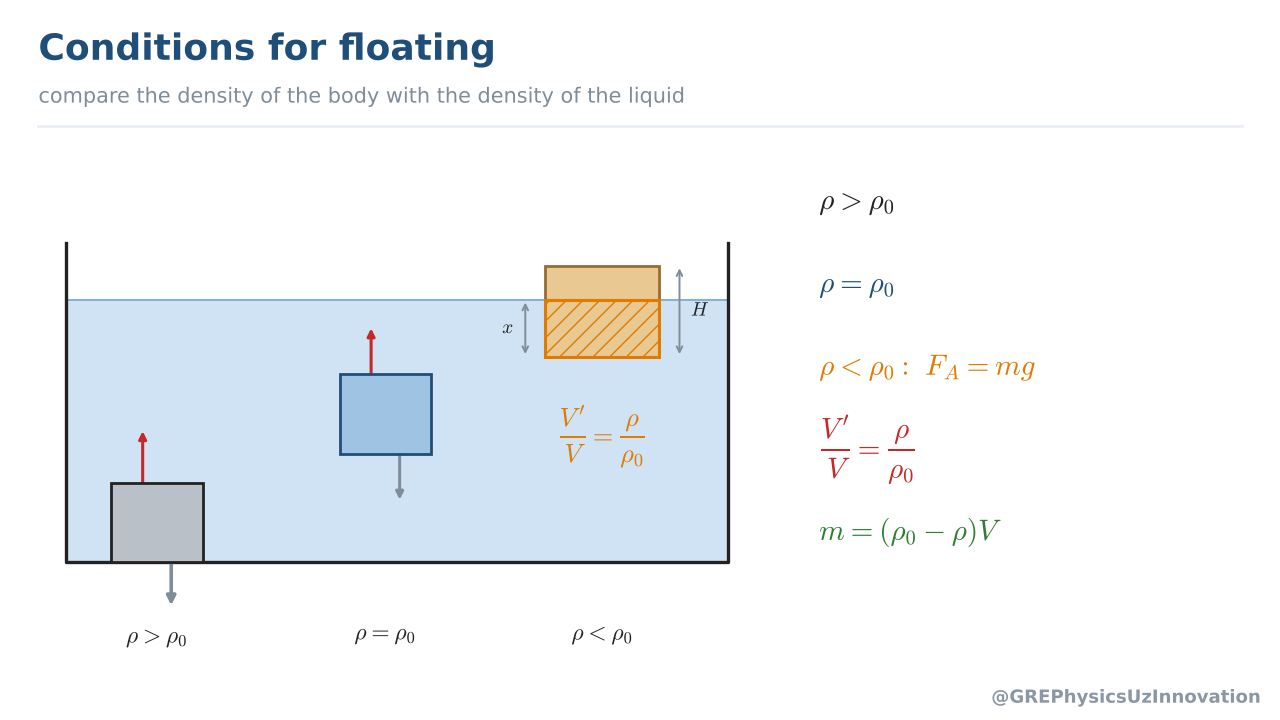 Conditions for floating
compare the density of the body with the density of the liquid
ρ > ρ₀
ρ = ρ₀
ρ < ρ₀ : F_A = mg
V′/V = ρ/ρ₀
m = (ρ₀ − ρ)V
x
H
V′/V = ρ/ρ₀
ρ > ρ₀
ρ = ρ₀
ρ < ρ₀
@GREPhysicsUzInnovation